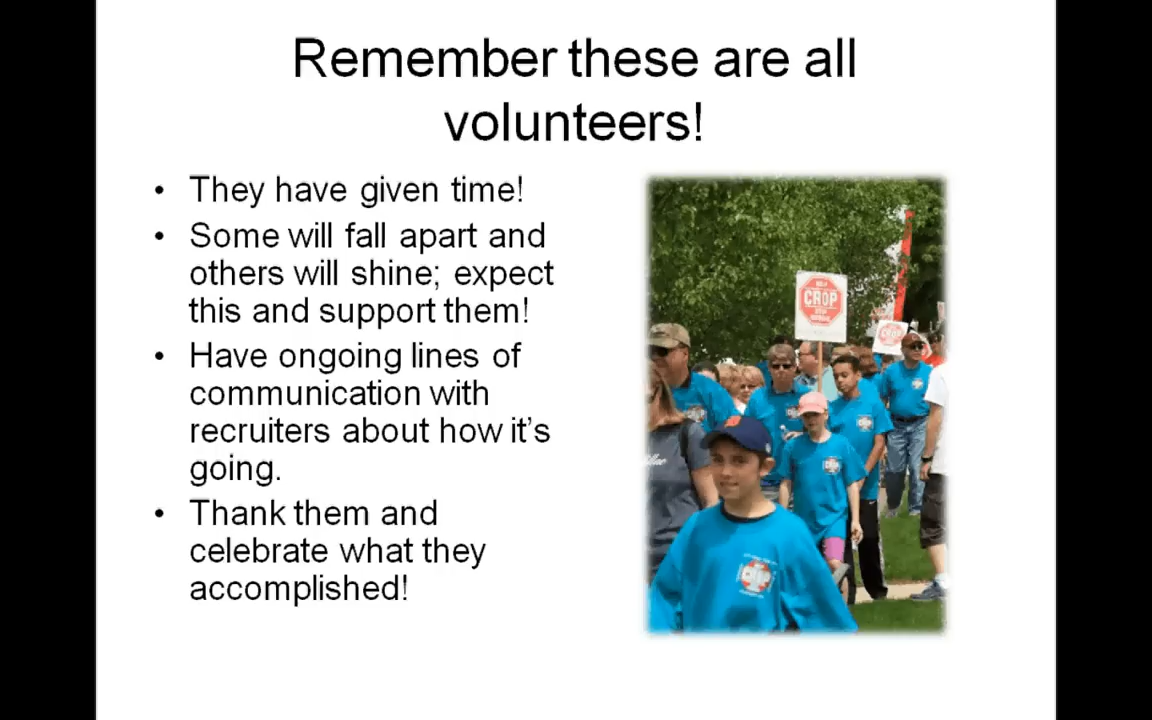 Remember these are all
volunteers!
• They have given time!
• Some will fall apart and
others will shine; expect
this and support them!
• Have ongoing lines of
communication with
recruiters about how it's
going.
• Thank them and
celebrate what they
accomplished!
CROP
CROP
CROP